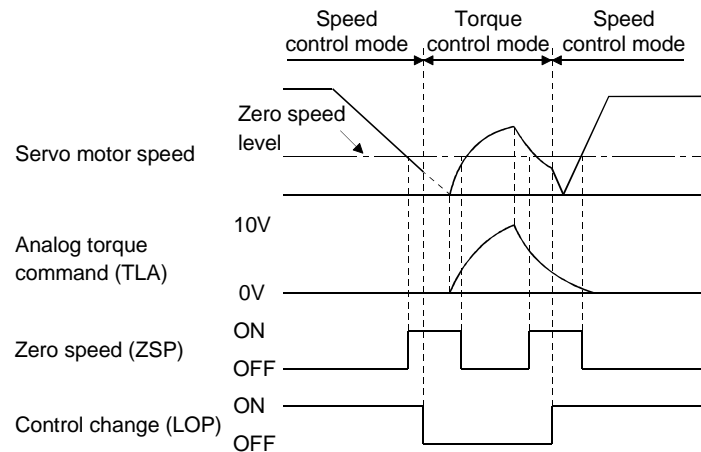 Speed
control mode
Torque
control mode
Speed
control mode
Zero speed
level
Servo motor speed
10V
Analog torque
command (TLA)
0V
ON
Zero speed (ZSP)
OFF
ON
Control change (LOP)
OFF